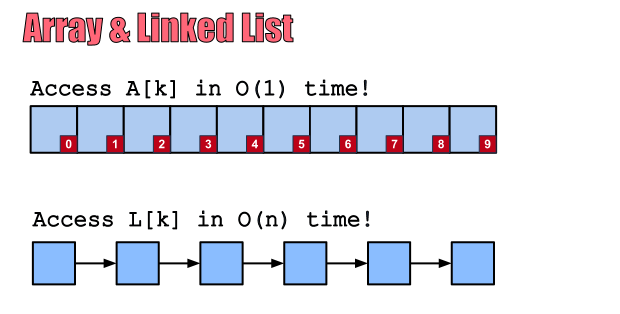 Array & Linked List
Access A[k] in O(1) time!
0 1 2 3 4 5 6 7 8 9
Access L[k] in O(n) time!